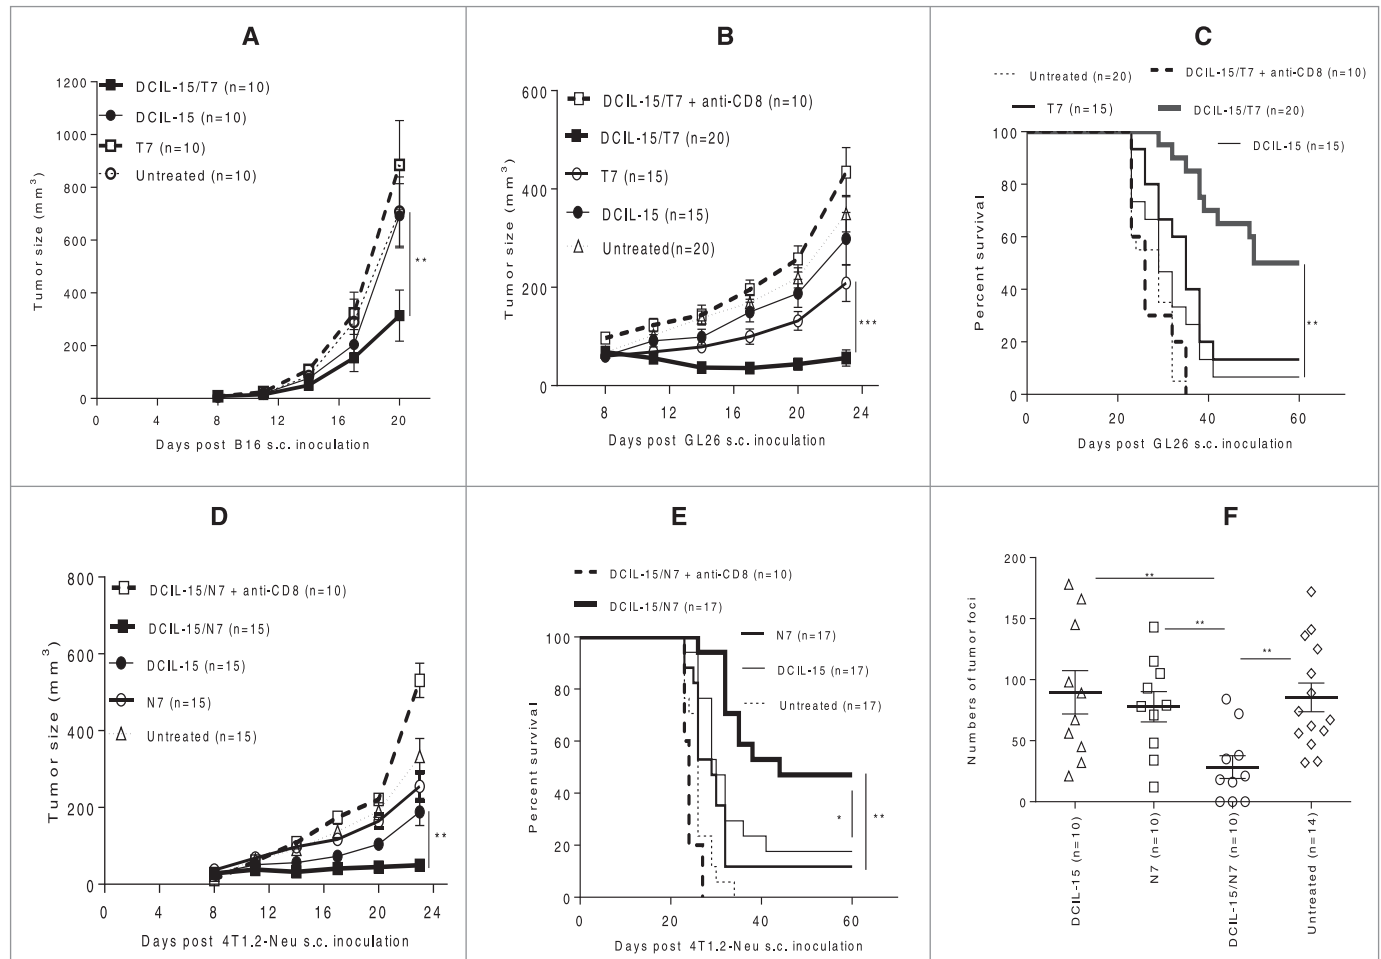 A
DCIL-15/T7 (n=10)
DCIL-15 (n=10)
T7 (n=10)
Untreated (n=10)
1200
1000
800
600
400
200
0
Tumor size (mm3)
0 4 8 12 16 20
**
Days post B16 s.c. inoculation
B
DCIL-15/T7 + anti-CD8 (n=10)
DCIL-15/T7 (n=20)
T7 (n=15)
DCIL-15 (n=15)
Untreated(n=20)
600
400
200
0
Tumor size (mm3)
8 12 16 20 24
***
Days post GL26 s.c. inoculation
C
Untreated (n=20)
DCIL-15/T7 + anti-CD8 (n=10)
T7 (n=15)
DCIL-15/T7 (n=20)
DCIL-15 (n=15)
100
80
60
40
20
0
Percent survival
0 20 40 60
**
Days post GL26 s.c. inoculation
D
DCIL-15/N7 + anti-CD8 (n=10)
DCIL-15/N7 (n=15)
DCIL-15 (n=15)
N7 (n=15)
Untreated (n=15)
800
600
400
200
0
Tumor size (mm3)
0 4 8 12 16 20 24
**
Days post 4T1.2-Neu s.c. inoculation
E
DCIL-15/N7 + anti-CD8 (n=10)
DCIL-15/N7 (n=17)
N7 (n=17)
DCIL-15 (n=17)
Untreated (n=17)
100
80
60
40
20
0
Percent survival
0 20 40 60
* **
Days post 4T1.2-Neu s.c. inoculation
F
200
150
100
50
0
Numbers of tumor foci
**
**
**
DCIL-15 (n=10)
N7 (n=10)
DCIL-15/N7 (n=10)
Untreated (n=14)